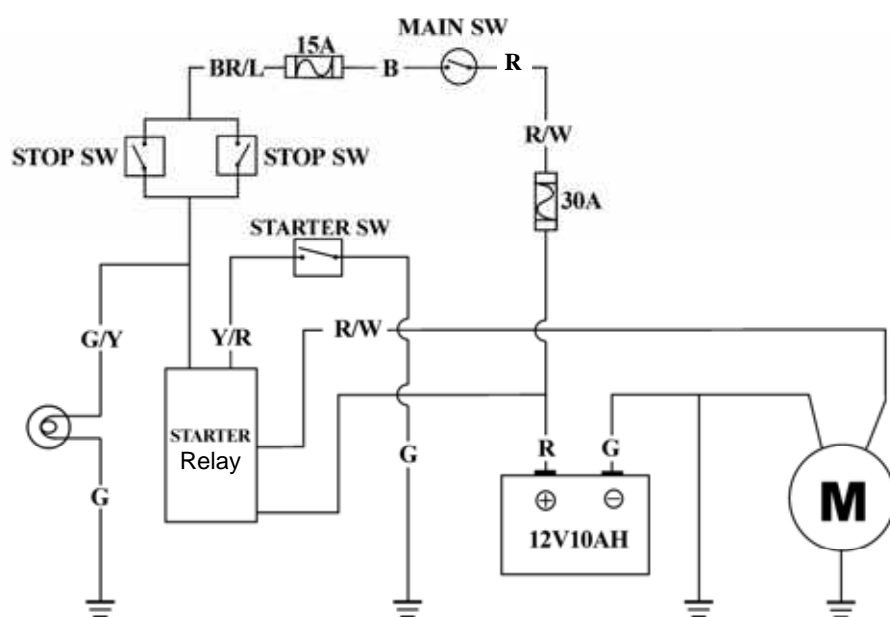 MAIN SW
15A
BR/L
B
R
R/W
STOP SW
STOP SW
30A
STARTER SW
G/Y
Y/R
R/W
STARTER
Relay
G
R
G
G
M
12V10AH